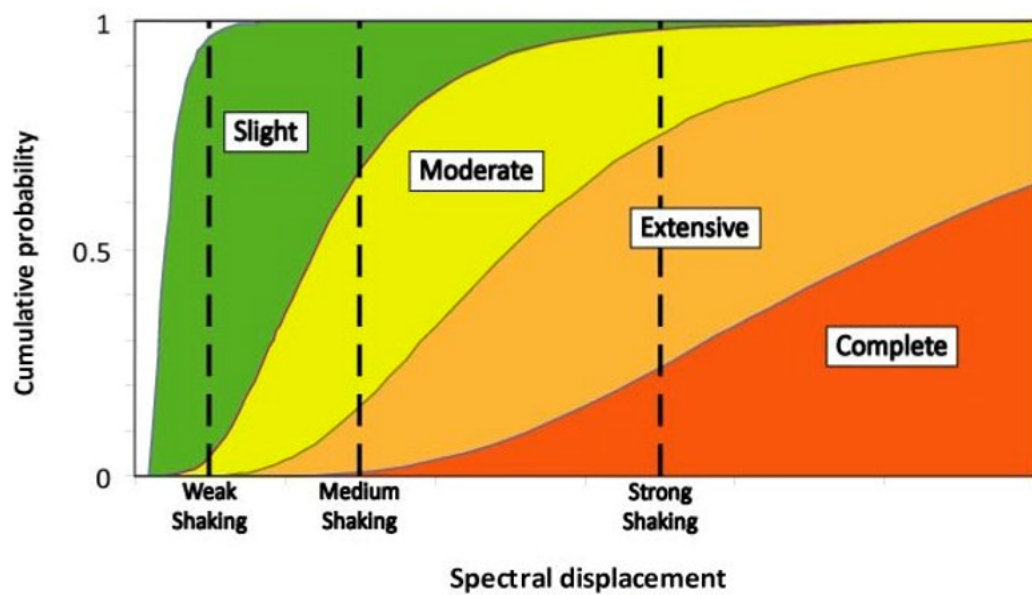 1
Slight
Moderate
Extensive
Complete
0.5
0
Cumulative probability
Weak
Shaking
Medium
Shaking
Strong
Shaking
Spectral displacement